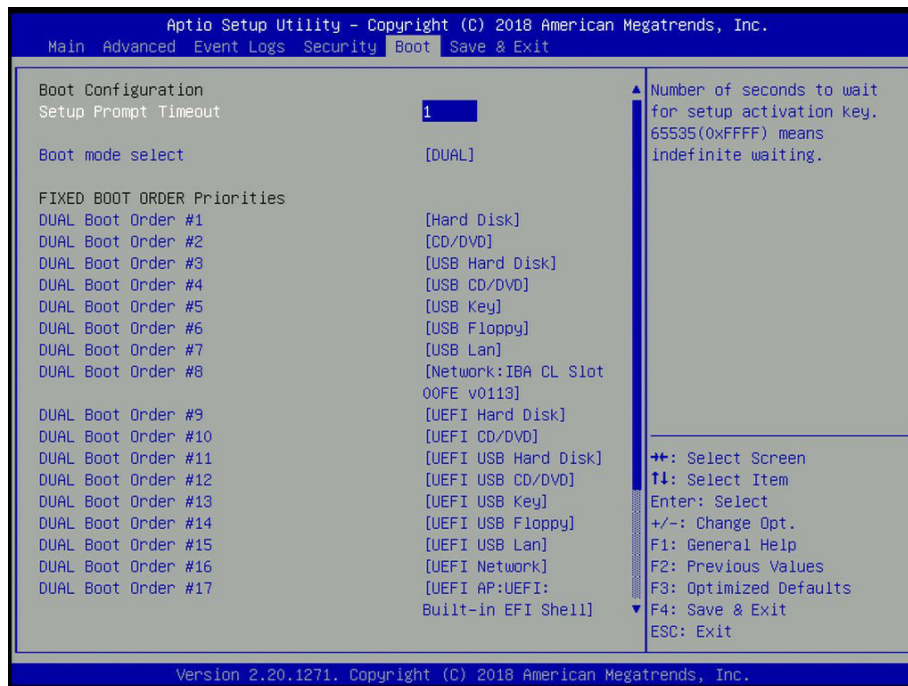 Aptio Setup Utility – Copyright (C) 2018 American Megatrends, Inc.
Main Advanced Event Logs Security Boot Save & Exit
Boot Configuration
Setup Prompt Timeout 1
Boot mode select [DUAL]
FIXED BOOT ORDER Priorities
DUAL Boot Order #1 [Hard Disk]
DUAL Boot Order #2 [CD/DVD]
DUAL Boot Order #3 [USB Hard Disk]
DUAL Boot Order #4 [USB CD/DVD]
DUAL Boot Order #5 [USB Key]
DUAL Boot Order #6 [USB Floppy]
DUAL Boot Order #7 [USB Lan]
DUAL Boot Order #8 [Network:IBA CL Slot
00FE v0113]
DUAL Boot Order #9 [UEFI Hard Disk]
DUAL Boot Order #10 [UEFI CD/DVD]
DUAL Boot Order #11 [UEFI USB Hard Disk]
DUAL Boot Order #12 [UEFI USB CD/DVD]
DUAL Boot Order #13 [UEFI USB Key]
DUAL Boot Order #14 [UEFI USB Floppy]
DUAL Boot Order #15 [UEFI USB Lan]
DUAL Boot Order #16 [UEFI Network]
DUAL Boot Order #17 [UEFI AP:UEFI:
Built-in EFI Shell]
Number of seconds to wait
for setup activation key.
65535(0xFFFF) means
indefinite waiting.
→←: Select Screen
↑↓: Select Item
Enter: Select
+/-: Change Opt.
F1: General Help
F2: Previous Values
F3: Optimized Defaults
F4: Save & Exit
ESC: Exit
Version 2.20.1271. Copyright (C) 2018 American Megatrends, Inc.